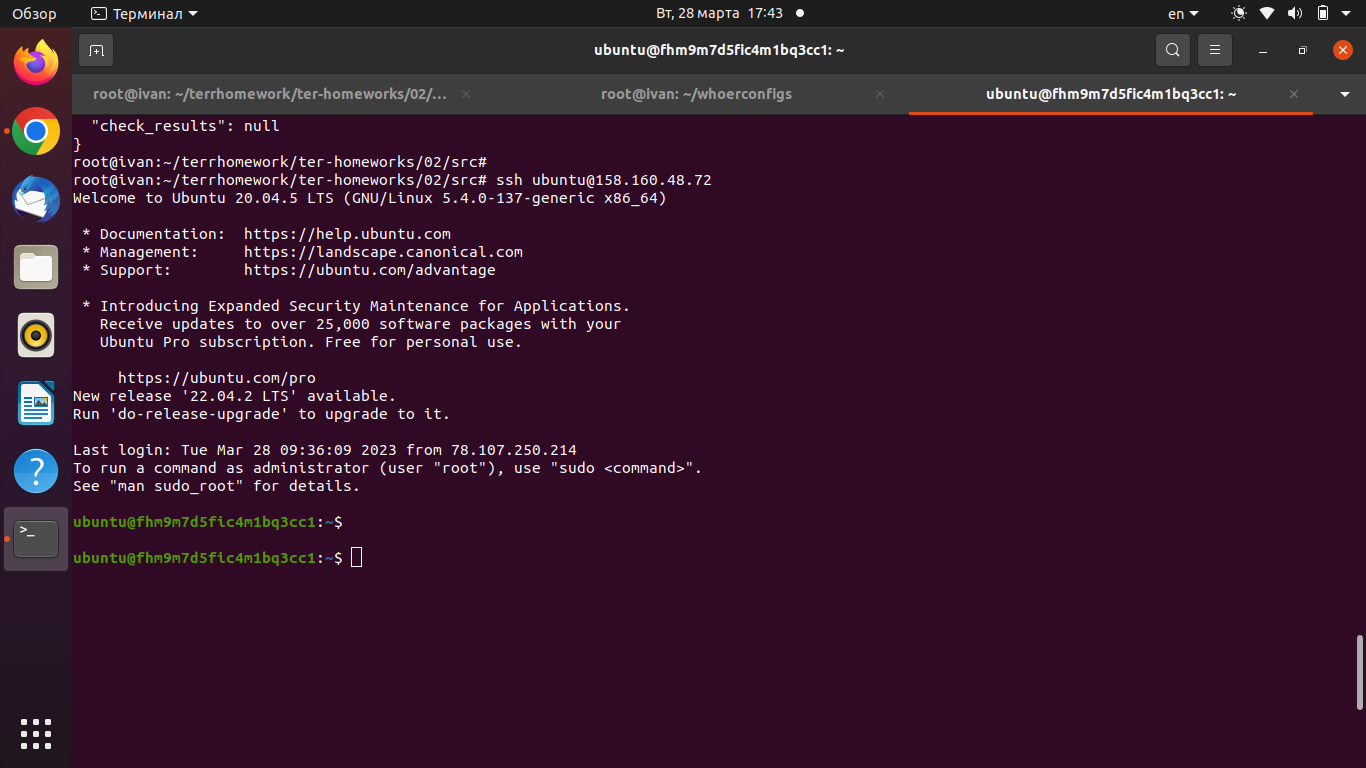 Обзор
Терминал
Вт, 28 марта 17:43
en
ubuntu@fhm9m7d5fic4m1bq3cc1: ~
root@ivan: ~/terrhomework/ter-homeworks/02/...
root@ivan: ~/whoerconfigs
ubuntu@fhm9m7d5fic4m1bq3cc1: ~
  "check_results": null
}
root@ivan:~/terrhomework/ter-homeworks/02/src#
root@ivan:~/terrhomework/ter-homeworks/02/src# ssh ubuntu@158.160.48.72
Welcome to Ubuntu 20.04.5 LTS (GNU/Linux 5.4.0-137-generic x86_64)
 * Documentation:  https://help.ubuntu.com
 * Management:     https://landscape.canonical.com
 * Support:        https://ubuntu.com/advantage
 * Introducing Expanded Security Maintenance for Applications.
   Receive updates to over 25,000 software packages with your
   Ubuntu Pro subscription. Free for personal use.
     https://ubuntu.com/pro
New release '22.04.2 LTS' available.
Run 'do-release-upgrade' to upgrade to it.
Last login: Tue Mar 28 09:36:09 2023 from 78.107.250.214
To run a command as administrator (user "root"), use "sudo <command>".
See "man sudo_root" for details.
ubuntu@fhm9m7d5fic4m1bq3cc1:~$
ubuntu@fhm9m7d5fic4m1bq3cc1:~$